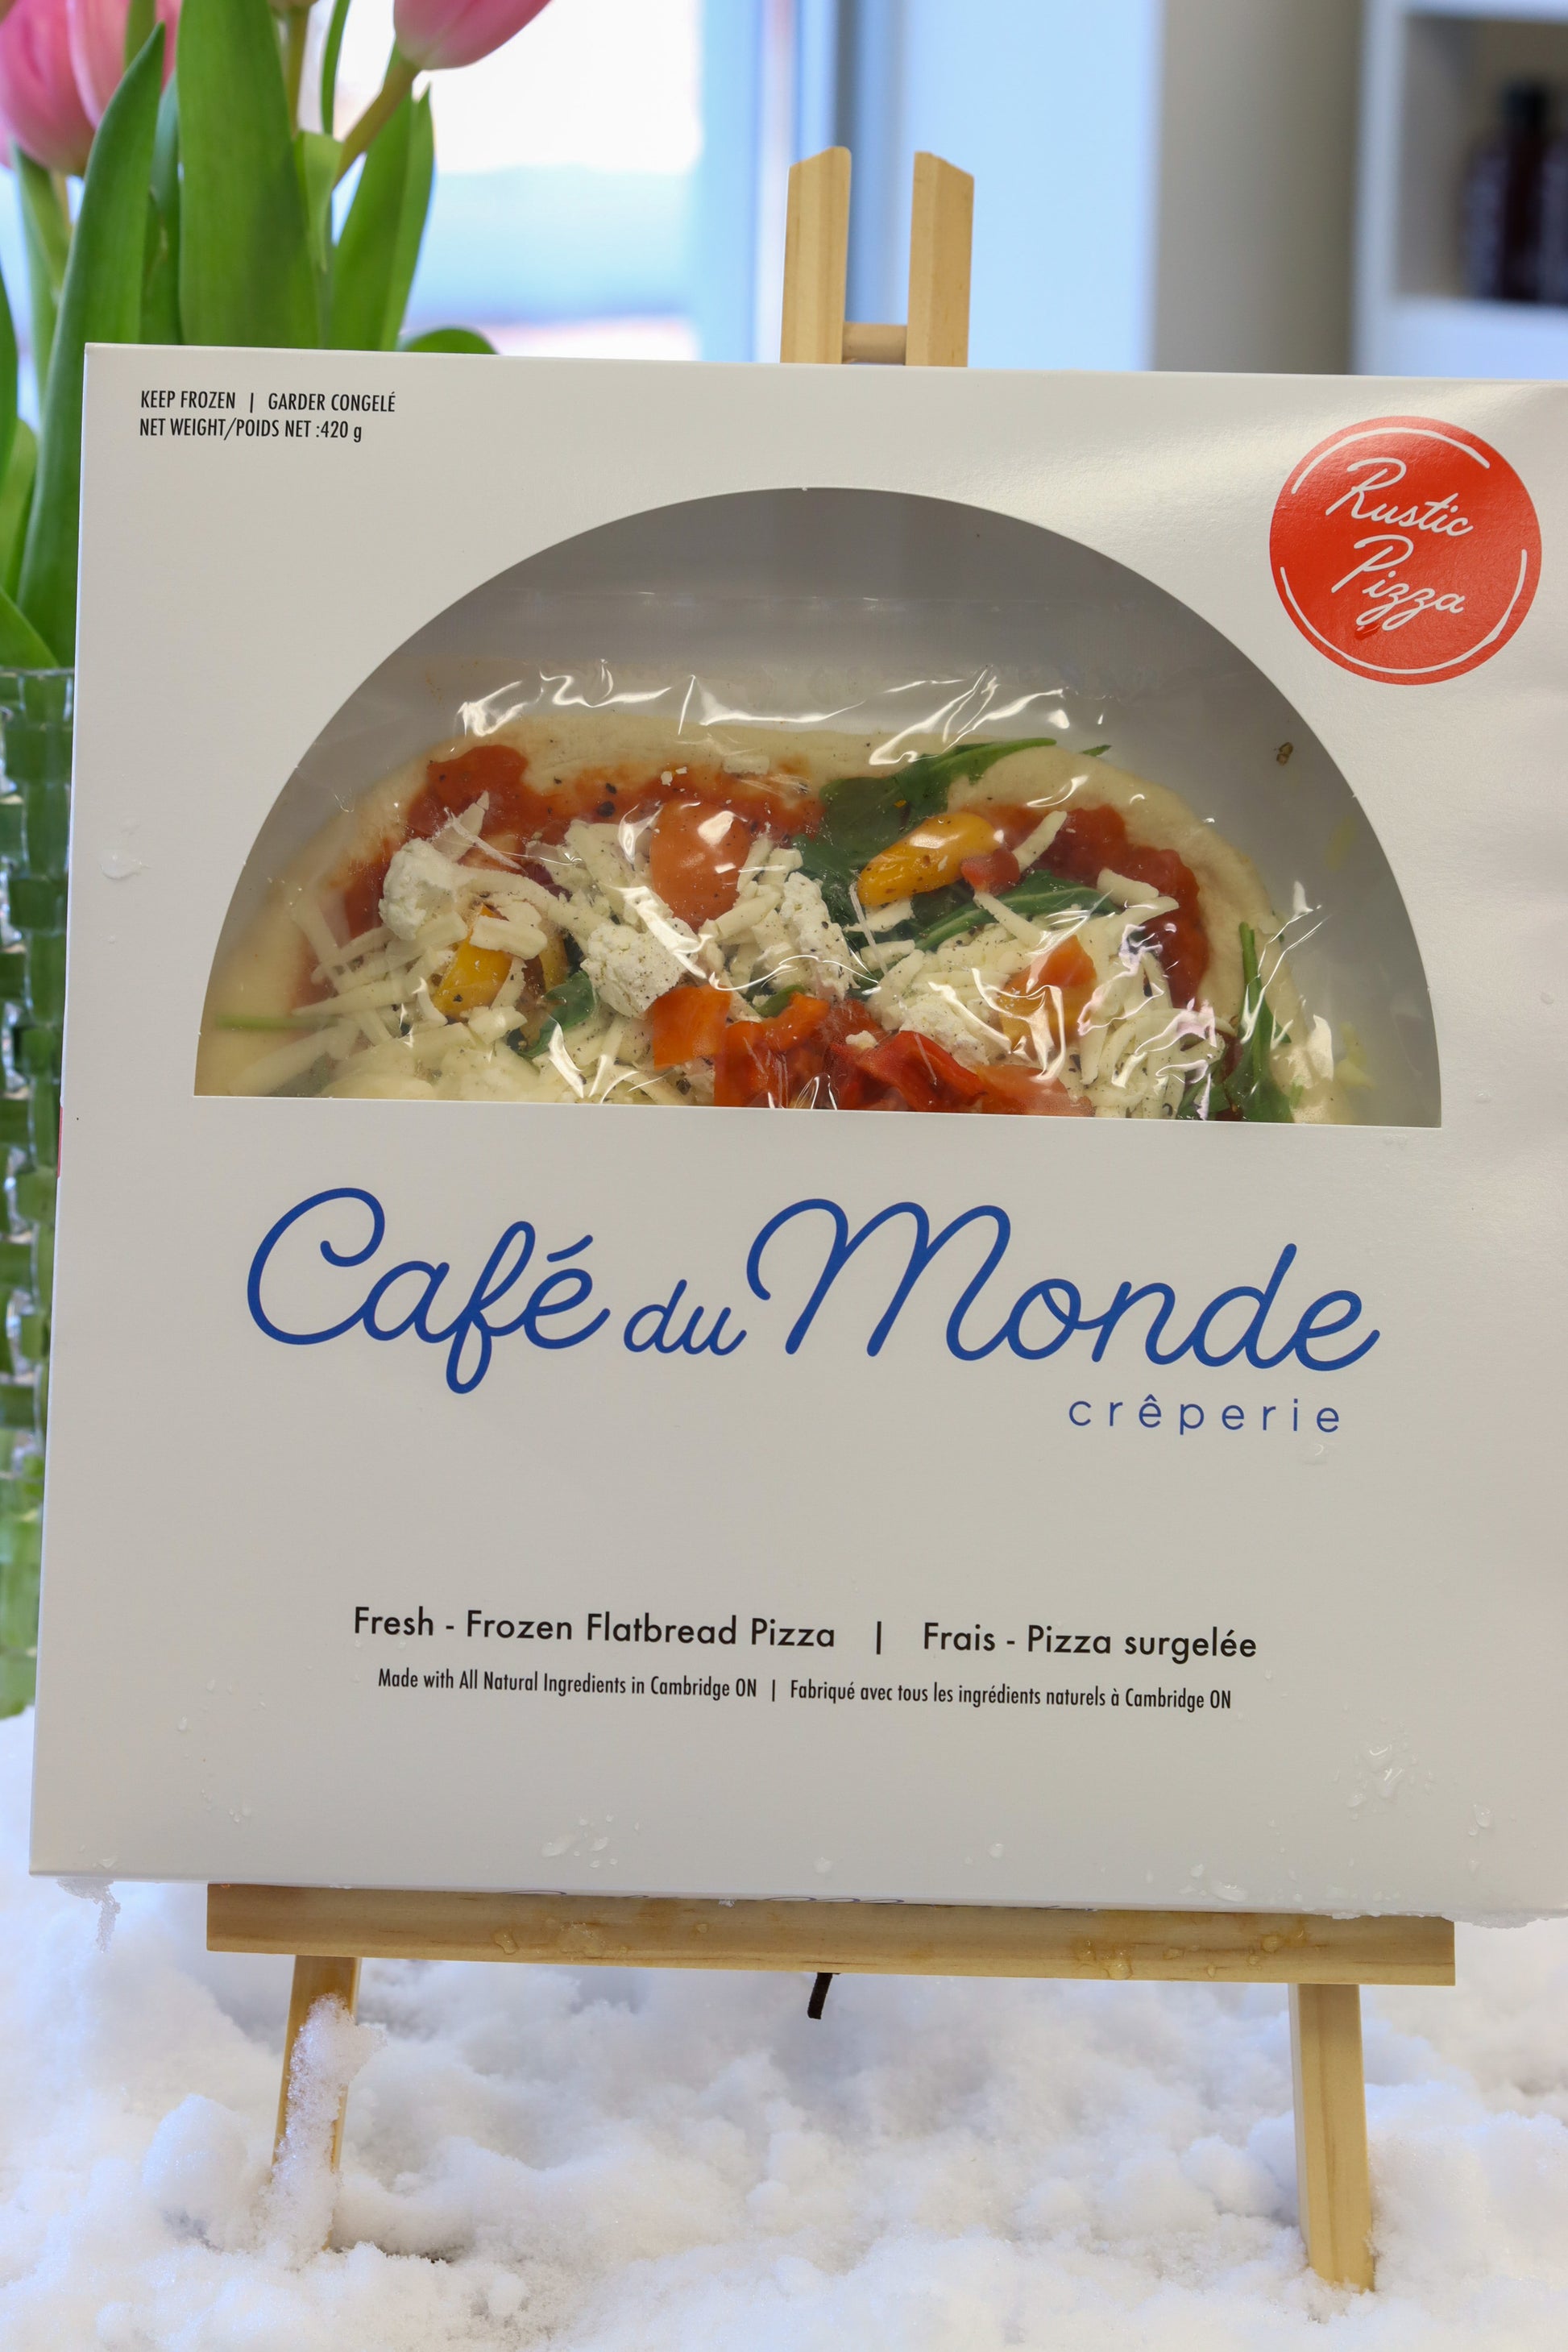 KEEP FROZEN | GARDER CONGELÉ
NET WEIGHT/POIDS NET :420 g
Rustic
Pizza
Café du Monde
crêperie
Fresh - Frozen Flatbread Pizza | Frais - Pizza surgelée
Made with All Natural Ingredients in Cambridge ON | Fabriqué avec tous les ingrédients naturels à Cambridge ON